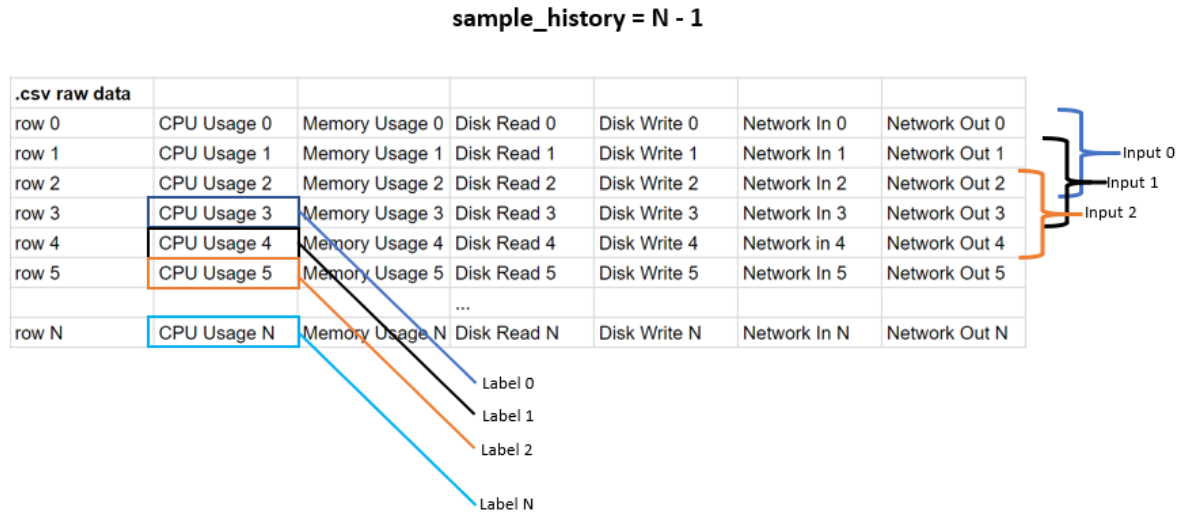 sample_history = N - 1
.csv raw data
row 0 CPU Usage 0 Memory Usage 0 Disk Read 0 Disk Write 0 Network In 0 Network Out 0
row 1 CPU Usage 1 Memory Usage 1 Disk Read 1 Disk Write 1 Network In 1 Network Out 1
Input 0
row 2 CPU Usage 2 Memory Usage 2 Disk Read 2 Disk Write 2 Network In 2 Network Out 2
Input 1
row 3 CPU Usage 3 Memory Usage 3 Disk Read 3 Disk Write 3 Network In 3 Network Out 3
Input 2
row 4 CPU Usage 4 Memory Usage 4 Disk Read 4 Disk Write 4 Network in 4 Network Out 4
row 5 CPU Usage 5 Memory Usage 5 Disk Read 5 Disk Write 5 Network In 5 Network Out 5
...
row N CPU Usage N Memory Usage N Disk Read N Disk Write N Network In N Network Out N
Label 0
Label 1
Label 2
Label N